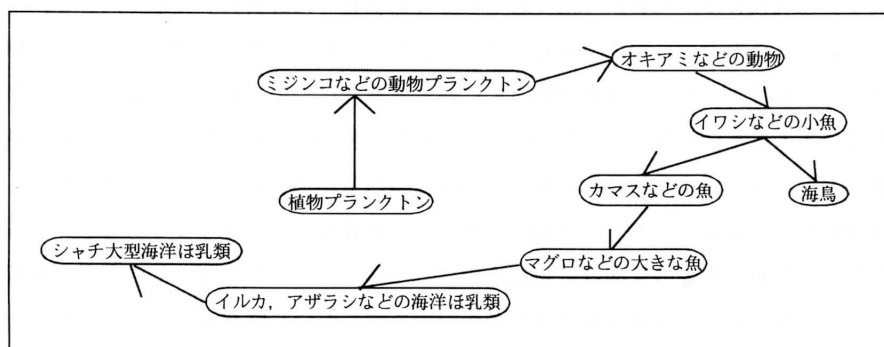 オキアミなどの動物
ミジンコなどの動物プランクトン
イワシなどの小魚
カマスなどの魚
海鳥
植物プランクトン
シャチ大型海洋ほ乳類
マグロなどの大きな魚
イルカ，アザラシなどの海洋ほ乳類